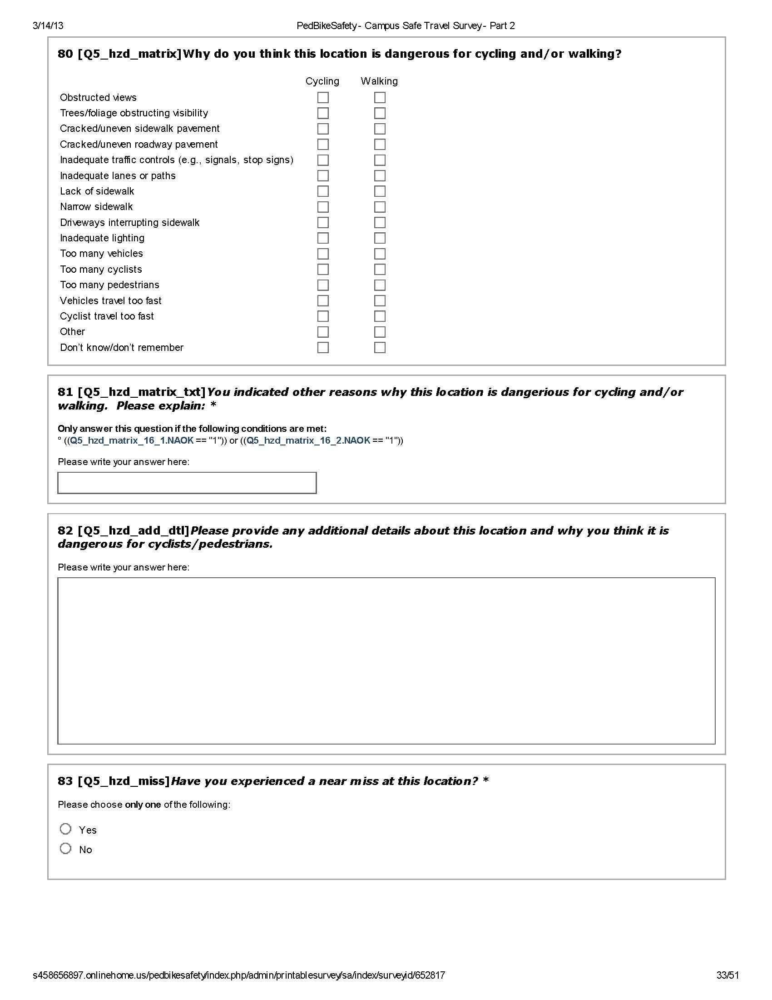 3/14/13 PedBikeSafety - Campus Safe Travel Survey - Part 2
80 [Q5_hzd_matrix]Why do you think this location is dangerous for cycling and/or walking?
Cycling Walking
Obstructed views
Trees/foliage obstructing visibility
Cracked/uneven sidewalk pavement
Cracked/uneven roadway pavement
Inadequate traffic controls (e.g., signals, stop signs)
Inadequate lanes or paths
Lack of sidewalk
Narrow sidewalk
Driveways interrupting sidewalk
Inadequate lighting
Too many vehicles
Too many cyclists
Too many pedestrians
Vehicles travel too fast
Cyclist travel too fast
Other
Don't know/don't remember
81 [Q5_hzd_matrix_txt]You indicated other reasons why this location is dangerious for cycling and/or
walking.  Please explain: *
Only answer this question if the following conditions are met:
° ((Q5_hzd_matrix_16_1.NAOK == "1")) or ((Q5_hzd_matrix_16_2.NAOK == "1"))
Please write your answer here:
82 [Q5_hzd_add_dtl]Please provide any additional details about this location and why you think it is
dangerous for cyclists/pedestrians.
Please write your answer here:
83 [Q5_hzd_miss]Have you experienced a near miss at this location? *
Please choose only one of the following:
Yes
No
s458656897.onlinehome.us/pedbikesafety/index.php/admin/printablesurvey/sa/index/surveyid/652817 33/51